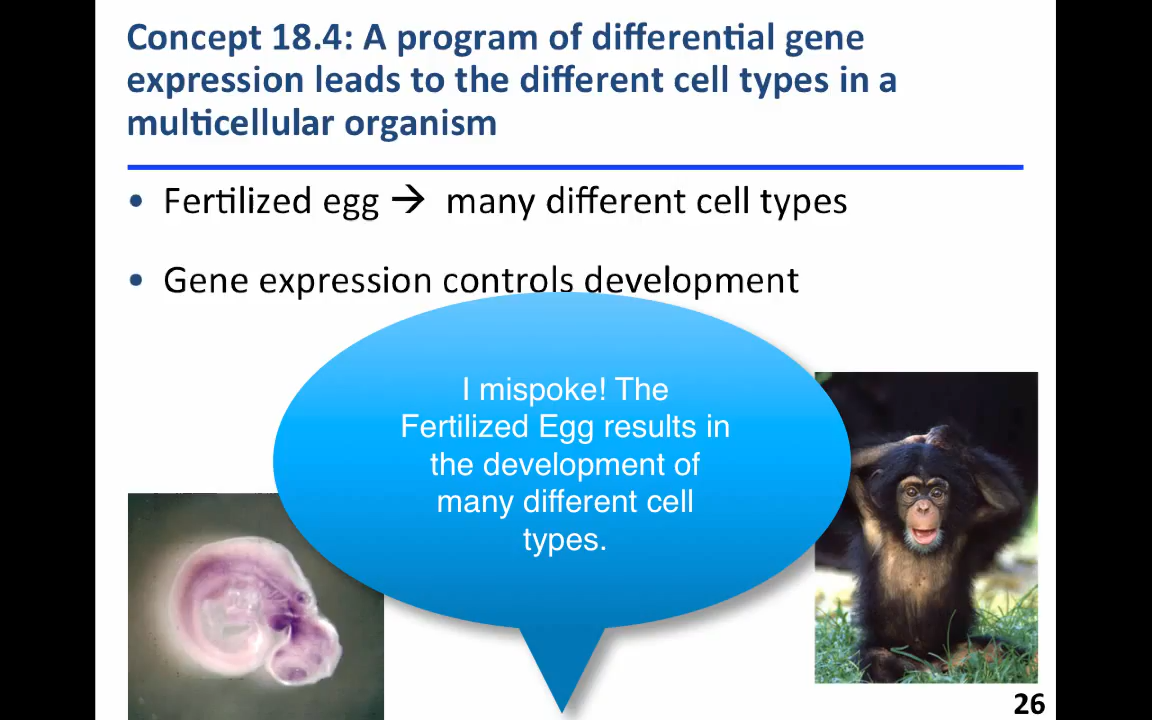 Concept 18.4: A program of differential gene
expression leads to the different cell types in a
multicellular organism
• Fertilized egg → many different cell types
• Gene expression controls development
I mispoke! The
Fertilized Egg results in
the development of
many different cell
types.
26